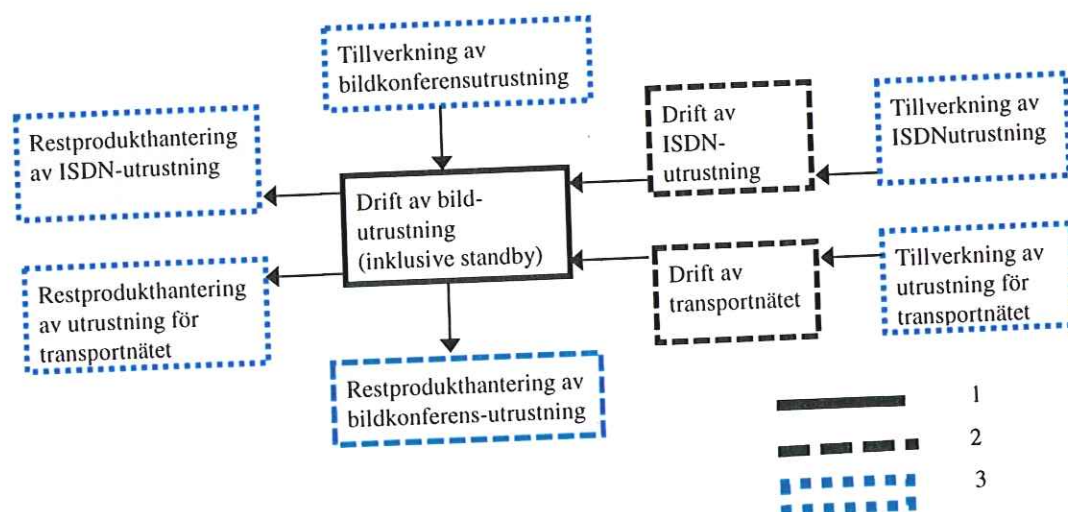 Tillverkning av
bildkonferensutrustning
Drift av
ISDN-
utrustning
Tillverkning av
ISDNutrustning
Restprodukthantering
av ISDN-utrustning
Drift av bild-
utrustning
(inklusive standby)
Restprodukthantering
av utrustning för
transportnätet
Drift av
transportnätet
Tillverkning av
utrustning för
transportnätet
Restprodukthantering av
bildkonferens-utrustning
1
2
3